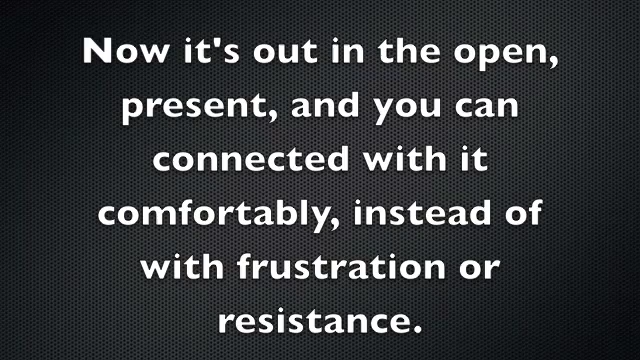 Now it's out in the open,
present, and you can
connected with it
comfortably, instead of
with frustration or
resistance.